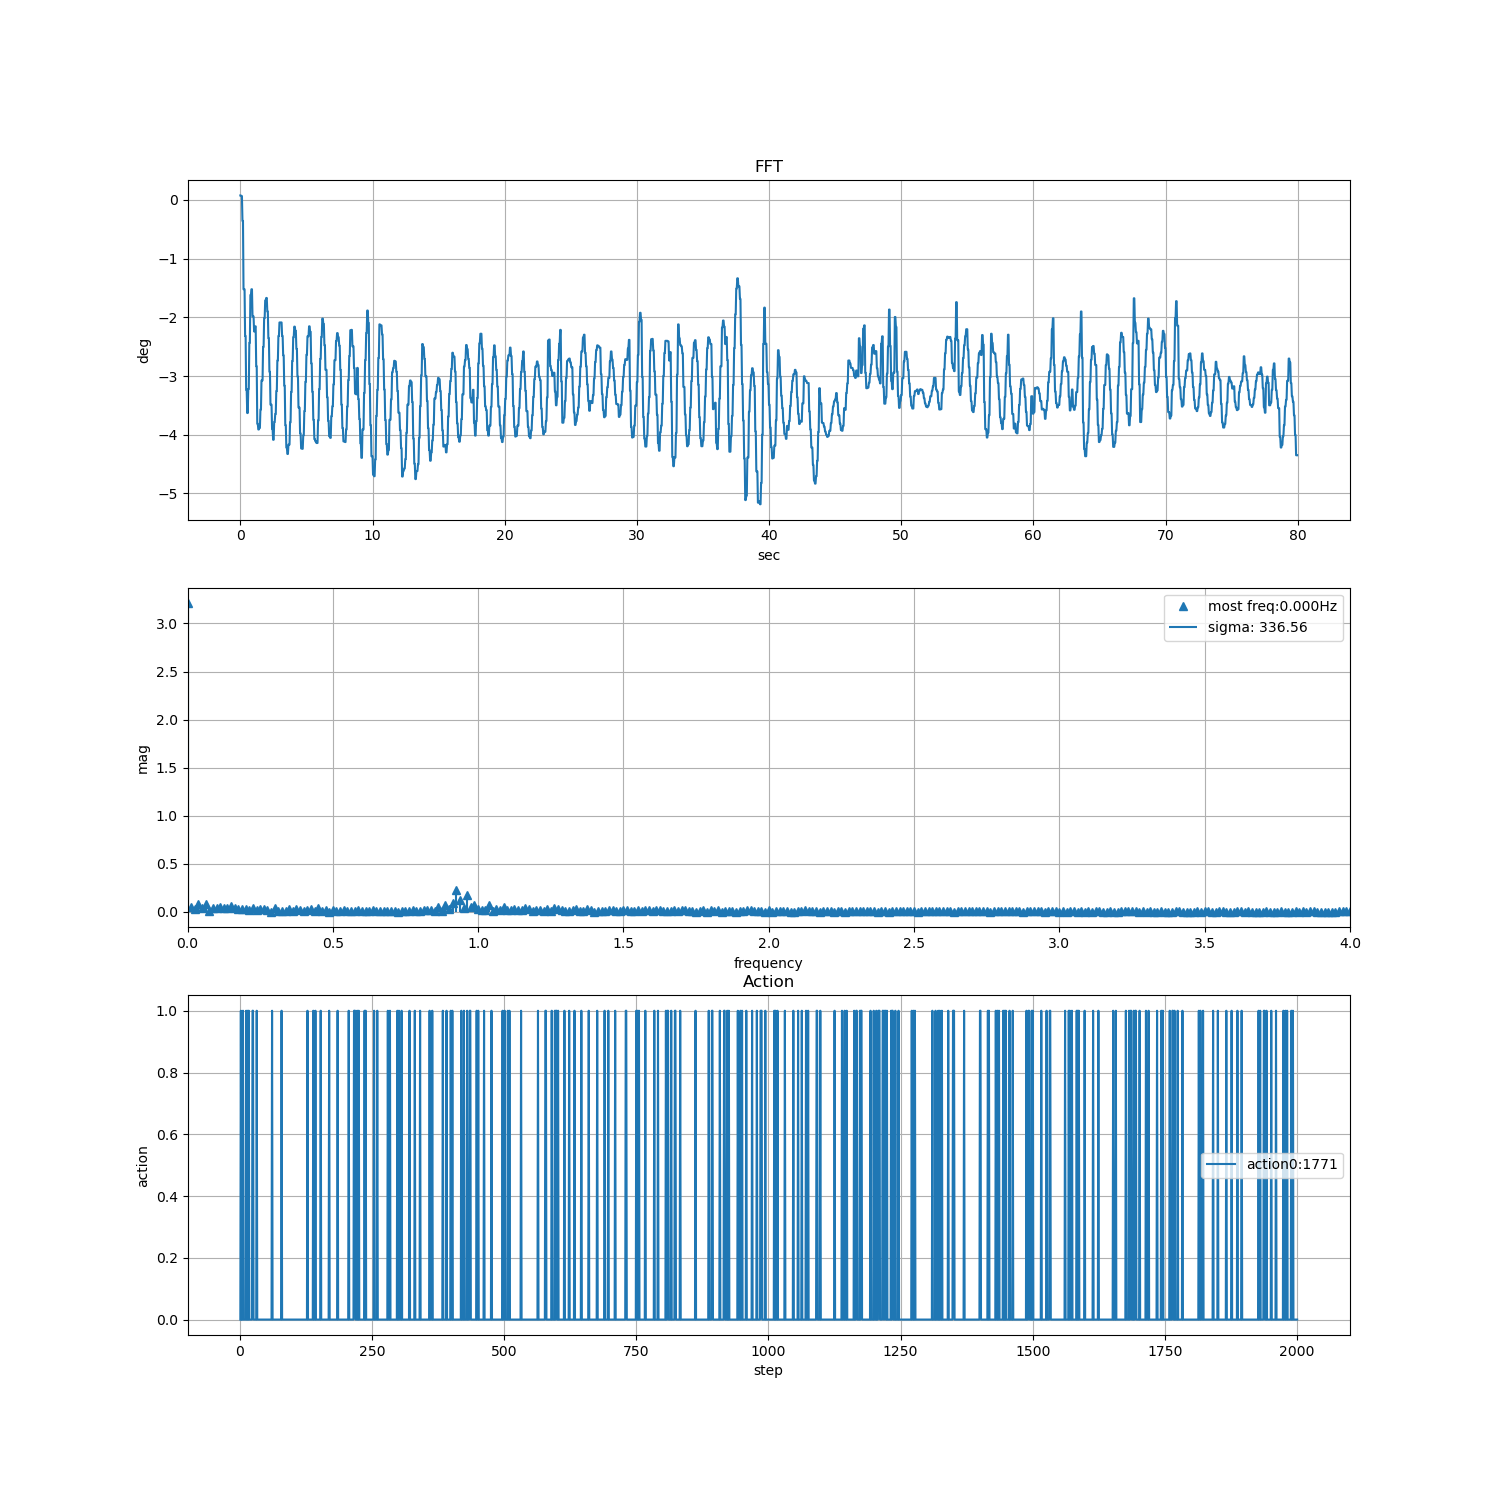 FFT
0
−1
−2
−3
−4
−5
deg
0 10 20 30 40 50 60 70 80
sec
most freq:0.000Hz
sigma: 336.56
3.0
2.5
2.0
1.5
1.0
0.5
0.0
mag
0.0 0.5 1.0 1.5 2.0 2.5 3.0 3.5 4.0
frequency
Action
1.0
0.8
0.6
0.4
0.2
0.0
action
action0:1771
0 250 500 750 1000 1250 1500 1750 2000
step